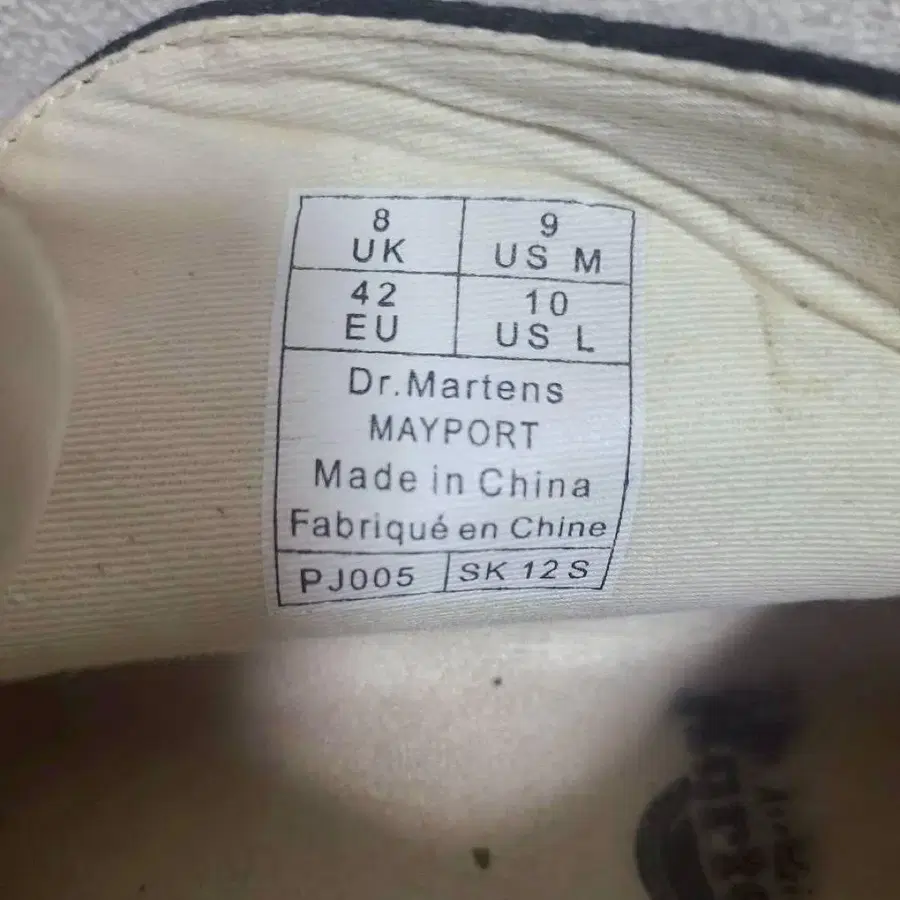 8 9
UK US M
42 10
EU US L
Dr.Martens
MAYPORT
Made in China
Fabriqué en Chine
PJ005 SK 12 S